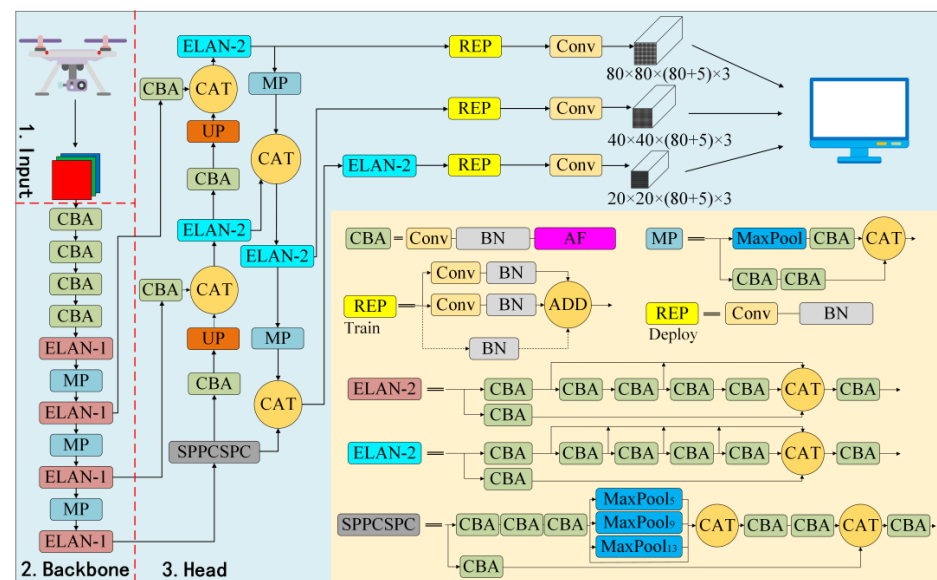 1. Input
CBA
CBA
CBA
CBA
ELAN-1
MP
ELAN-1
MP
ELAN-1
MP
ELAN-1
2. Backbone
ELAN-2
CBA
CAT
UP
CBA
ELAN-2
CBA
CAT
UP
CBA
SPPCSPC
MP
CAT
ELAN-2
MP
CAT
3. Head
REP
Conv
80×80×(80+5)×3
REP
Conv
40×40×(80+5)×3
ELAN-2
REP
Conv
20×20×(80+5)×3
CBA = Conv BN AF
MP = MaxPool CBA CAT
CBA CBA
REP = Conv BN
Train
Conv BN ADD
BN
REP = Conv BN
Deploy
ELAN-2 = CBA CBA CBA CBA CBA CAT CBA
CBA
ELAN-2 = CBA CBA CBA CBA CBA CAT CBA
CBA
SPPCSPC = CBA CBA CBA MaxPool5 CAT CBA CBA CAT CBA
MaxPool9
MaxPool13
CBA